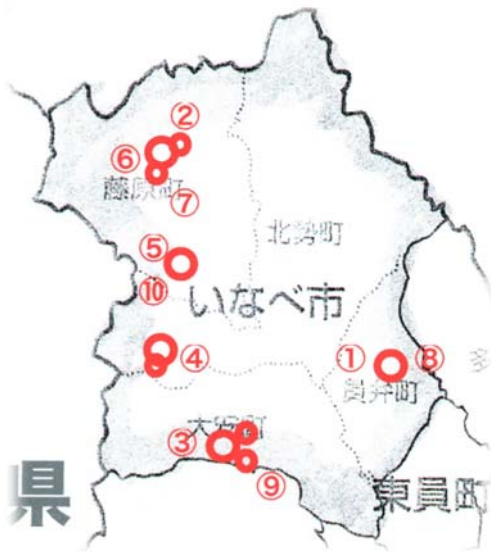 ②
⑥
藤原町
⑦
北勢町
⑤
⑩
いなべ市
④
①
⑧
多
員弁町
大安町
③
⑨
県
東員町